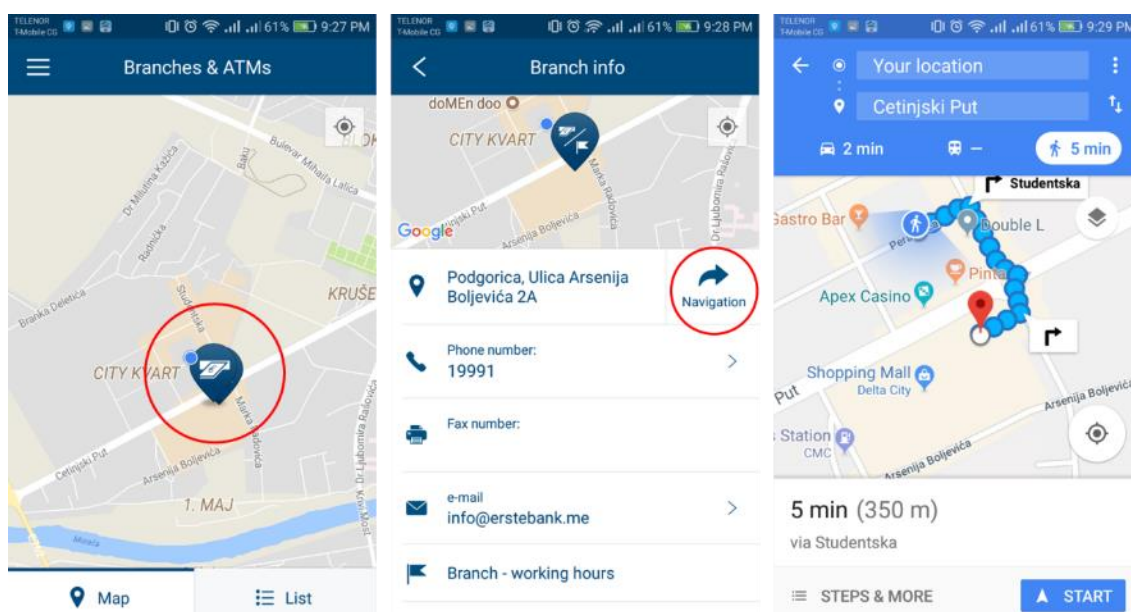 TELENOR
T-Mobile CG
61%
9:27 PM
Branches & ATMs
Bulevar Mihaila Lalića
Baku
Dr Milutina Kažića
Radnička
Branka Deletića
Studentska
KRUŠE
CITY KVART
Marka Radovića
Dr Ljubomira Rašovića
Cetinjski Put
Arsenija Boljevića
1. MAJ
Krivi Most
Morača
Map
List
TELENOR
T-Mobile CG
61%
9:28 PM
Branch info
doMEn doo
CITY KVART
Marka Radovića
Dr Ljubomira Rašovića
Cetinjski Put
Arsenija Boljevića
Google
Podgorica, Ulica Arsenija
Boljevića 2A
Navigation
Phone number:
19991
Fax number:
e-mail
info@erstebank.me
Branch - working hours
TELENOR
T-Mobile CG
61%
9:29 PM
Your location
Cetinjski Put
2 min
–
5 min
Studentska
Gastro Bar
Double L
Pinta
Apex Casino
Shopping Mall
Delta City
Put
Station
CMC
Arsenija Boljevića
Arsenija Boljević
5 min (350 m)
via Studentska
STEPS & MORE
START